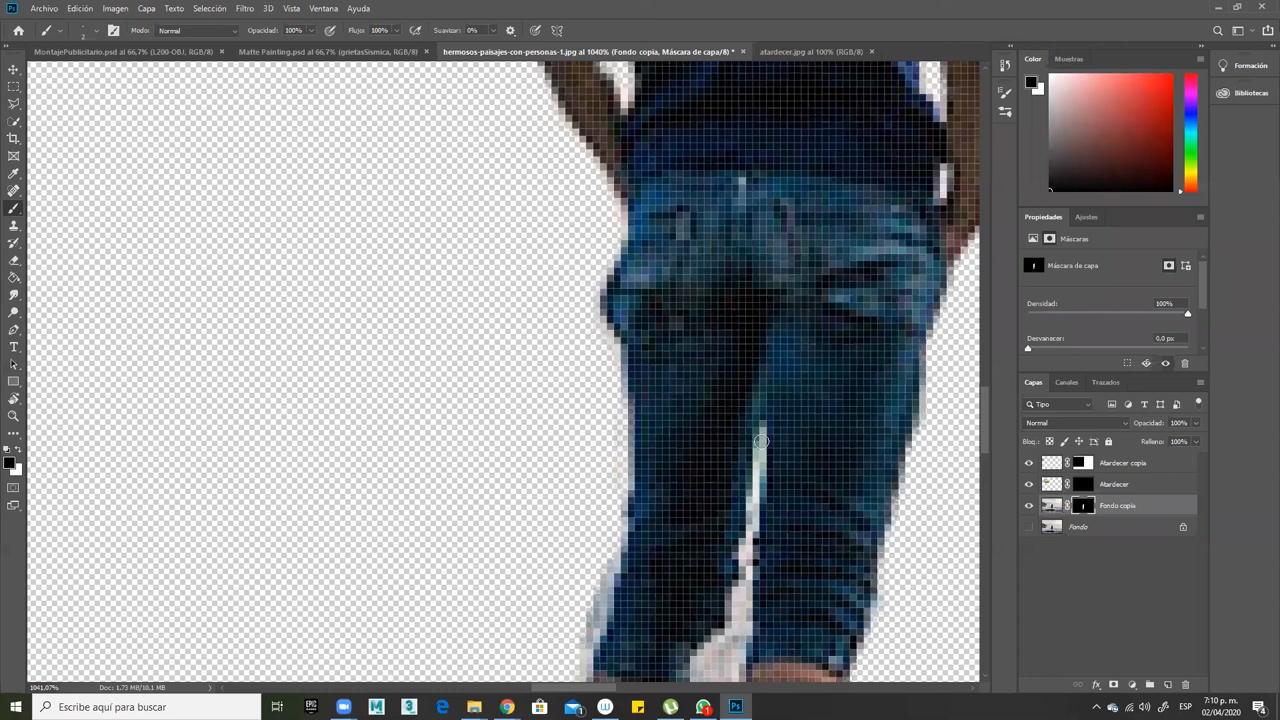 Archivo Edición Imagen Capa Texto Selección Filtro 3D Vista Ventana Ayuda
2 Modo: Normal Opacidad: 100% Flujo: 100% Suavizar: 0%
MontajePublicitario.psd al 66,7% (L200-OBJ, RGB/8) × Matte Painting.psd al 66,7% (grietasSismica, RGB/8) × hermosos-paisajes-con-personas-1.jpg al 1040% (Fondo copia, Máscara de capa/8) * × atardecer.jpg al 100% (RGB/8) ×
Color Muestras
Formación
Bibliotecas
Propiedades Ajustes
Máscaras
Máscara de capa
Densidad: 100%
Desvanecer: 0,0 px
Capas Canales Trazados
Tipo
Normal Opacidad: 100%
Bloq.: Relleno: 100%
Atardecer copia
Atardecer
Fondo copia
Fondo
1041,07% Doc: 1,73 MB/10,1 MB
Escribe aquí para buscar
ESP
7:10 p. m.
02/04/2020